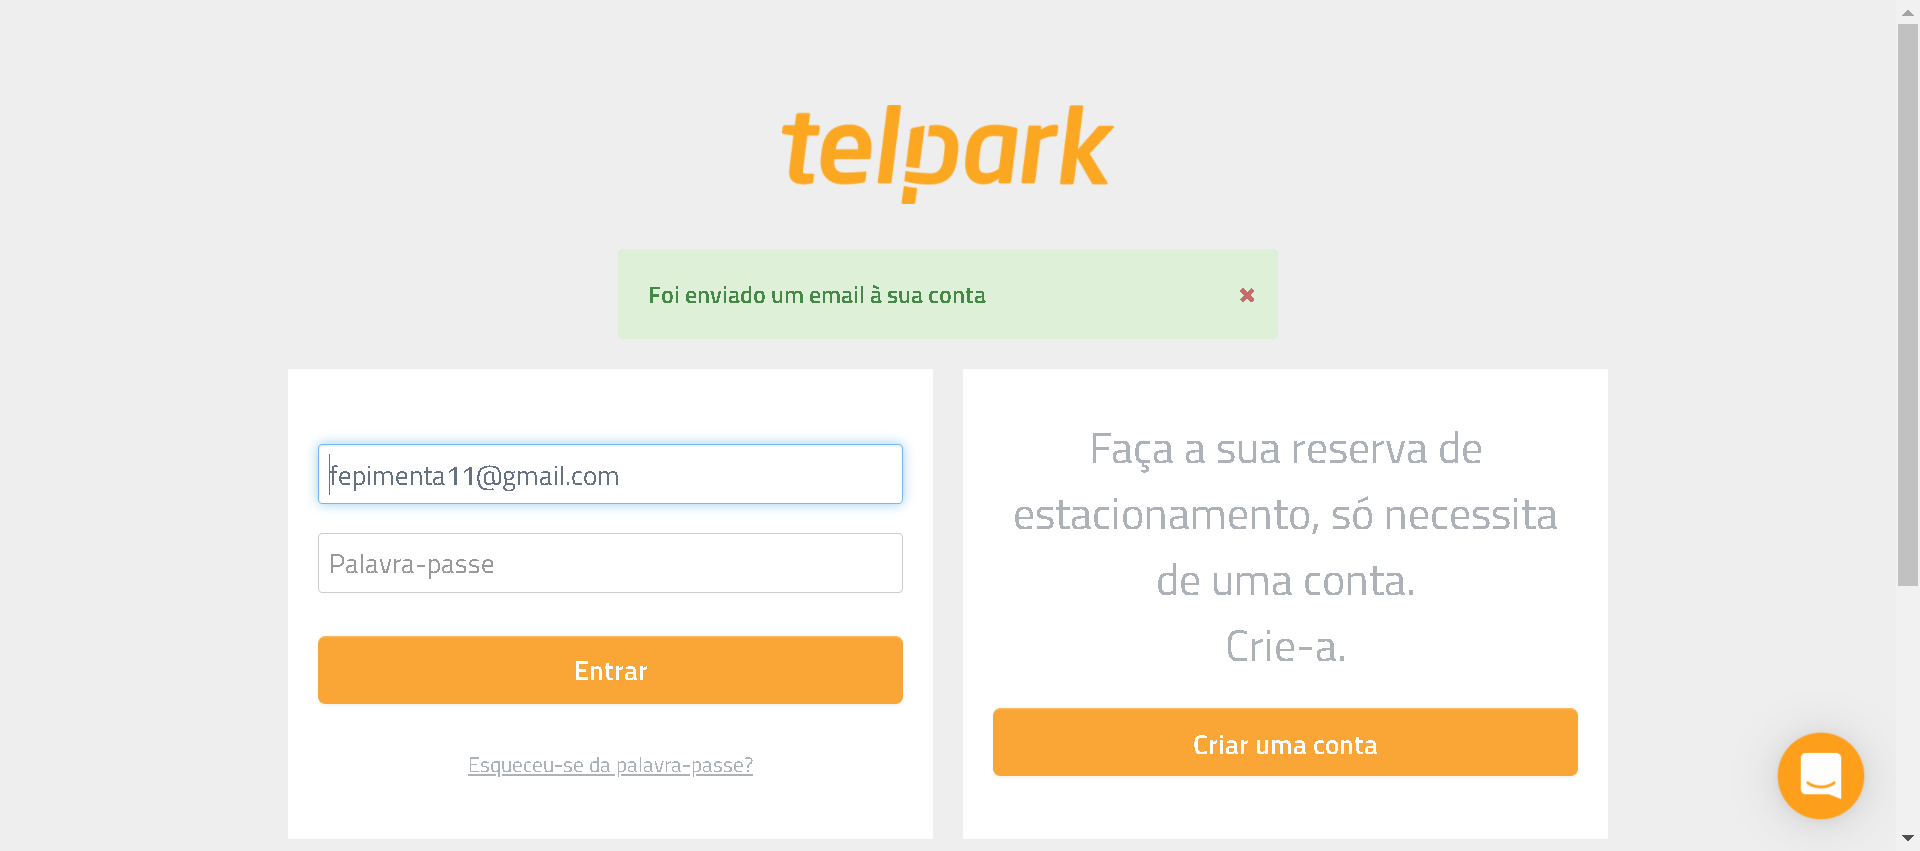 telpark
Foi enviado um email à sua conta
fepimenta11@gmail.com
Palavra-passe
Entrar
Esqueceu-se da palavra-passe?
Faça a sua reserva de
estacionamento, só necessita
de uma conta.
Crie-a.
Criar uma conta